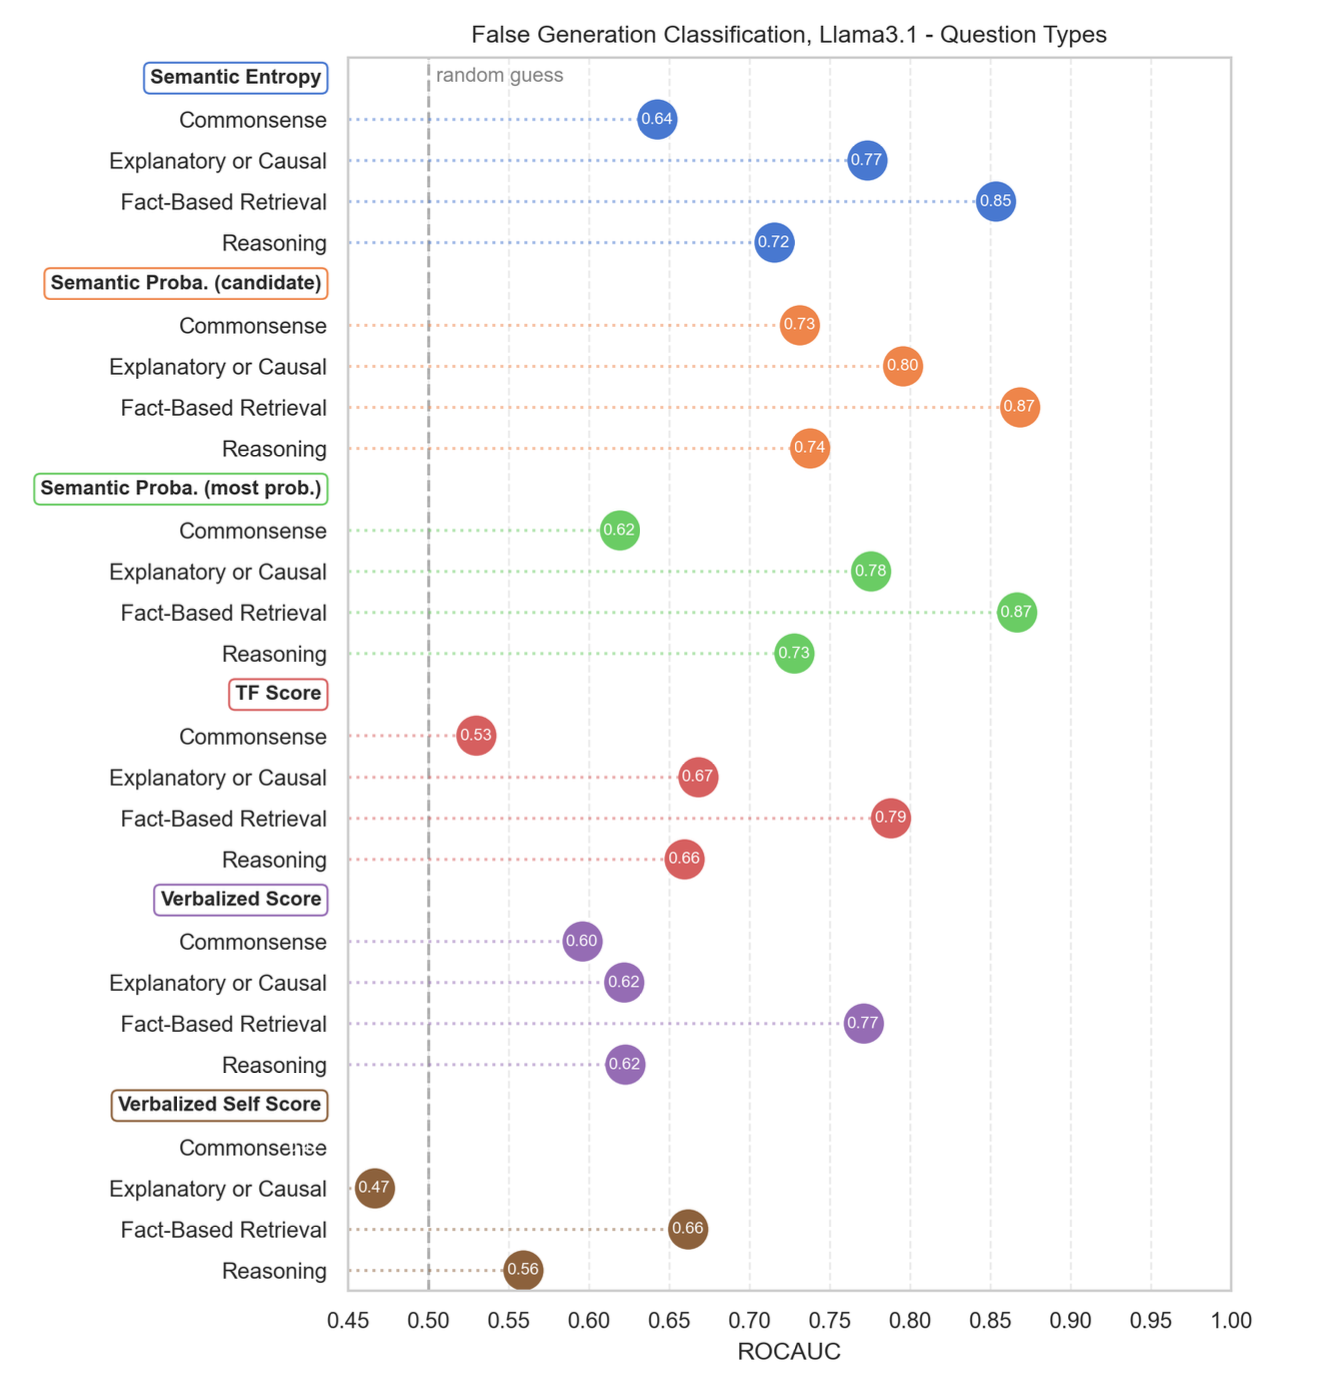 False Generation Classification, Llama3.1 - Question Types
Semantic Entropy
random guess
Commonsense 0.64
Explanatory or Causal 0.77
Fact-Based Retrieval 0.85
Reasoning 0.72
Semantic Proba. (candidate)
Commonsense 0.73
Explanatory or Causal 0.80
Fact-Based Retrieval 0.87
Reasoning 0.74
Semantic Proba. (most prob.)
Commonsense 0.62
Explanatory or Causal 0.78
Fact-Based Retrieval 0.87
Reasoning 0.73
TF Score
Commonsense 0.53
Explanatory or Causal 0.67
Fact-Based Retrieval 0.79
Reasoning 0.66
Verbalized Score
Commonsense 0.60
Explanatory or Causal 0.62
Fact-Based Retrieval 0.77
Reasoning 0.62
Verbalized Self Score
Commonsense
Explanatory or Causal 0.47
Fact-Based Retrieval 0.66
Reasoning 0.56
0.45 0.50 0.55 0.60 0.65 0.70 0.75 0.80 0.85 0.90 0.95 1.00
ROCAUC